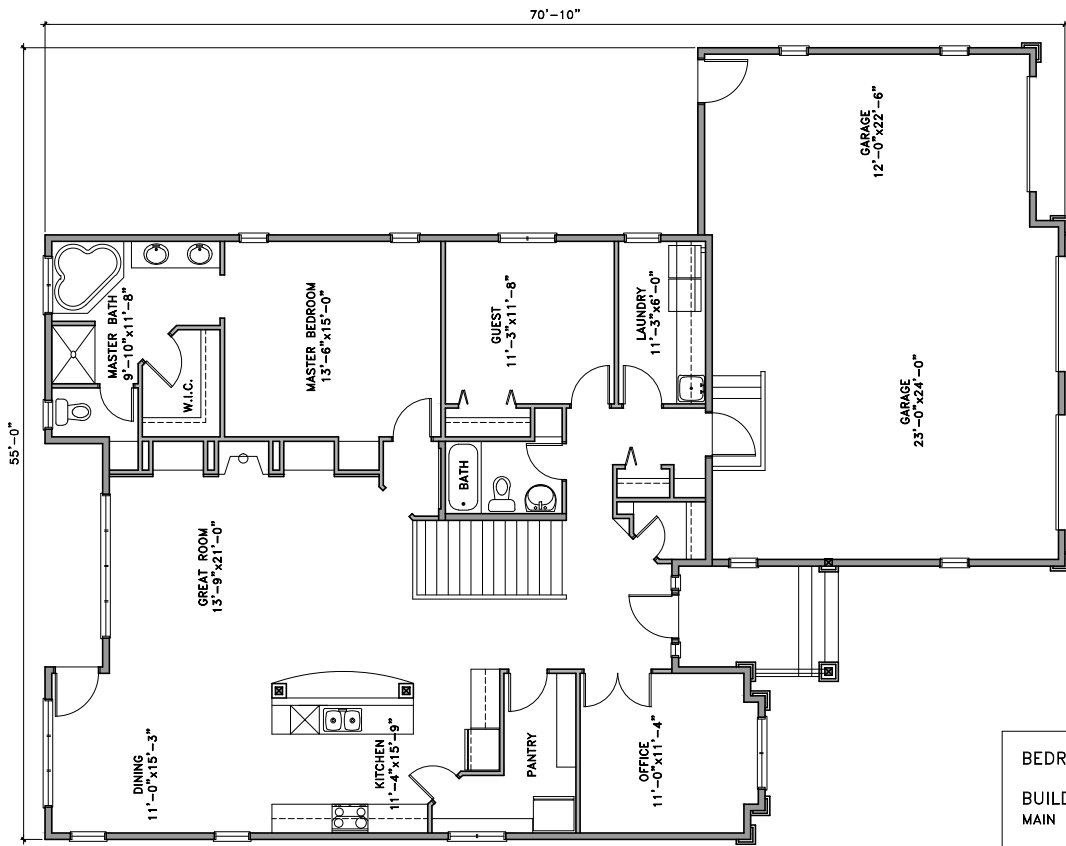 70'-10"
55'-0"
GARAGE
12'-0"x22'-6"
MASTER BATH
9'-10"x11'-8"
W.I.C.
MASTER BEDROOM
13'-6"x15'-0"
GUEST
11'-3"x11'-8"
LAUNDRY
11'-3"x6'-0"
GARAGE
23'-0"x24'-0"
BATH
GREAT ROOM
13'-9"x21'-0"
DINING
11'-0"x15'-3"
KITCHEN
11'-4"x15'-9"
PANTRY
OFFICE
11'-0"x11'-4"
BEDR
BUILD
MAIN